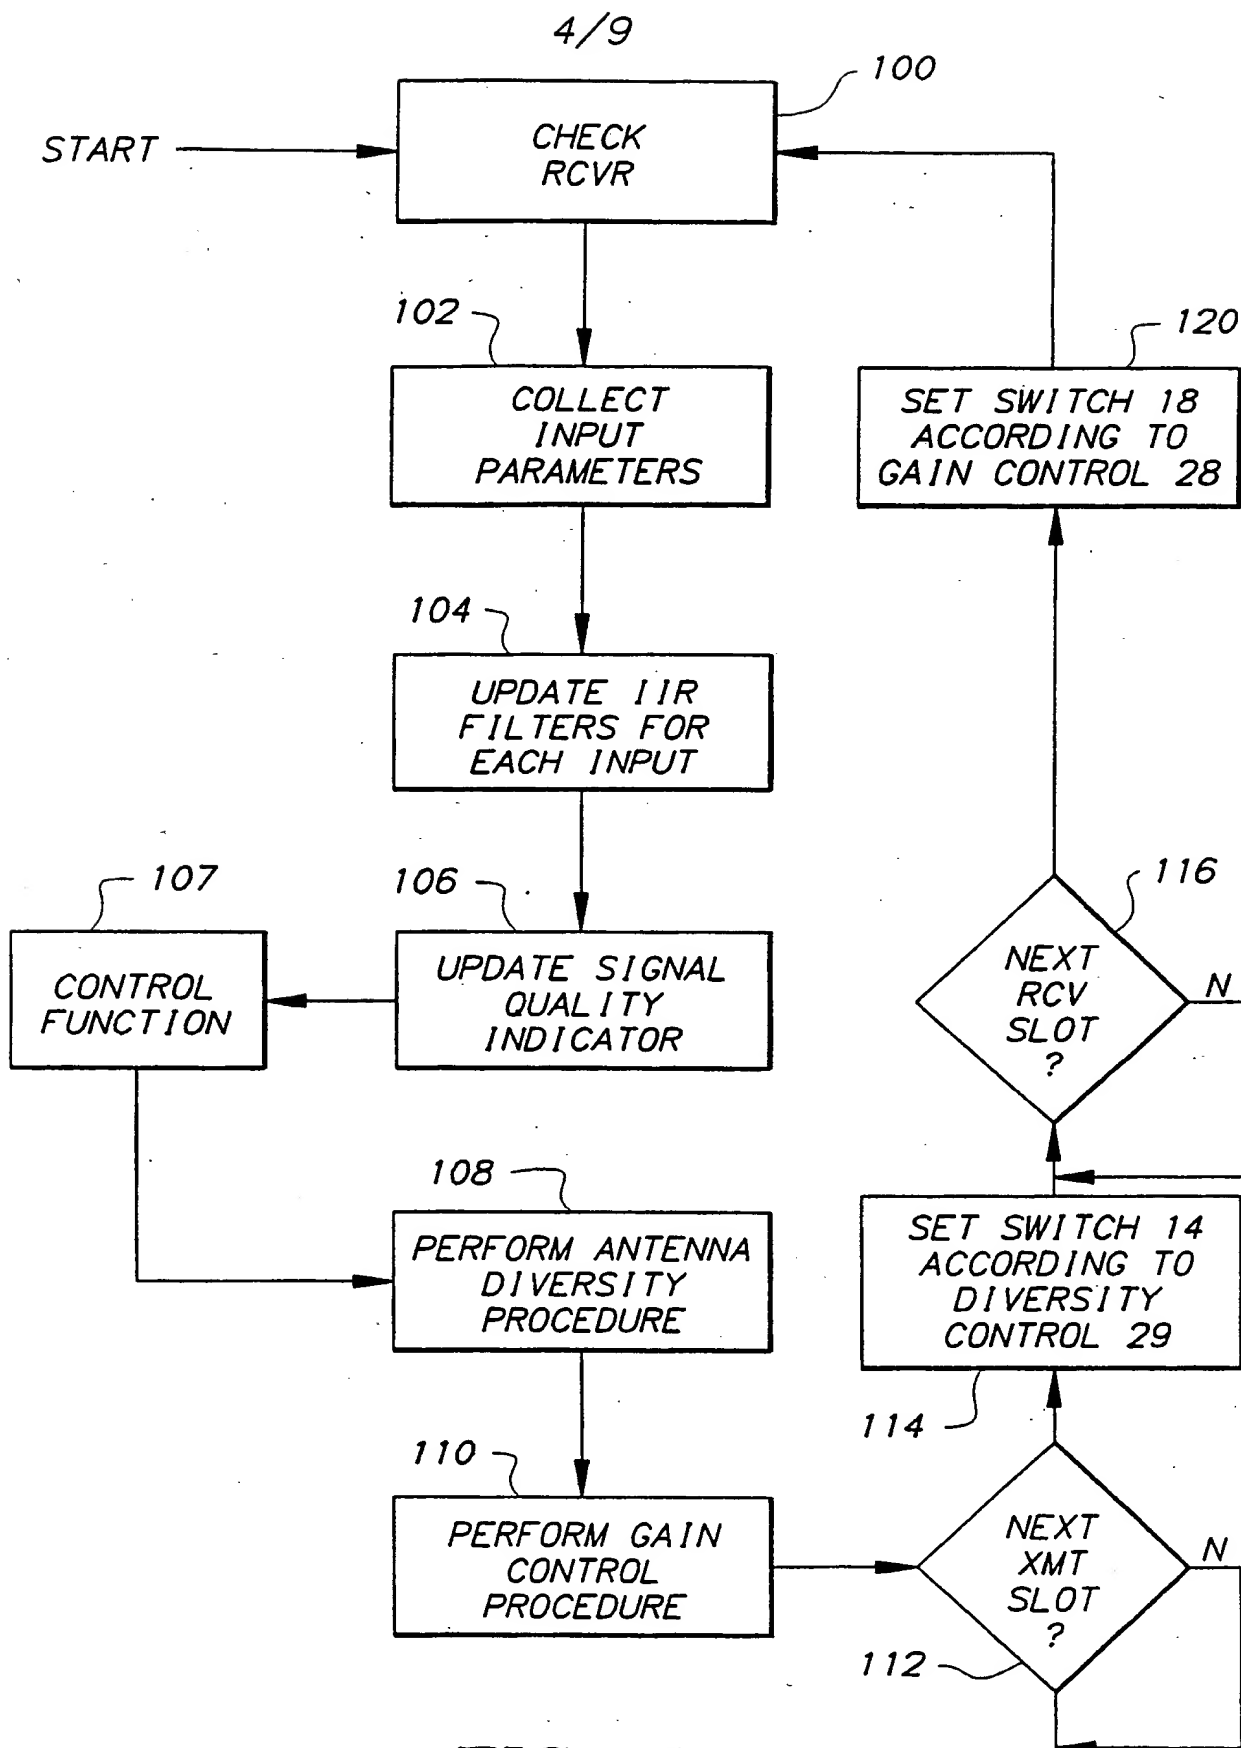 4/9
100
START
CHECK
RCVR
102
COLLECT
INPUT
PARAMETERS
120
SET SWITCH 18
ACCORDING TO
GAIN CONTROL 28
104
UPDATE IIR
FILTERS FOR
EACH INPUT
107
CONTROL
FUNCTION
106
UPDATE SIGNAL
QUALITY
INDICATOR
116
NEXT
RCV
SLOT
?
N
108
PERFORM ANTENNA
DIVERSITY
PROCEDURE
SET SWITCH 14
ACCORDING TO
DIVERSITY
CONTROL 29
114
110
PERFORM GAIN
CONTROL
PROCEDURE
NEXT
XMT
SLOT
?
N
112